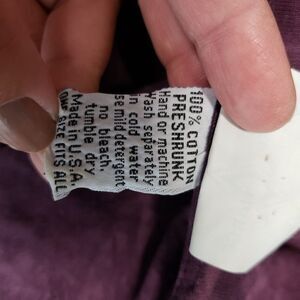 100% COTTON
PRESHRUNK
Hand or machine
Wash separately
in cold water
se mild detergent
no bleach
tumble dry
Made in U.S.A.
ONE SIZE FITS ALL